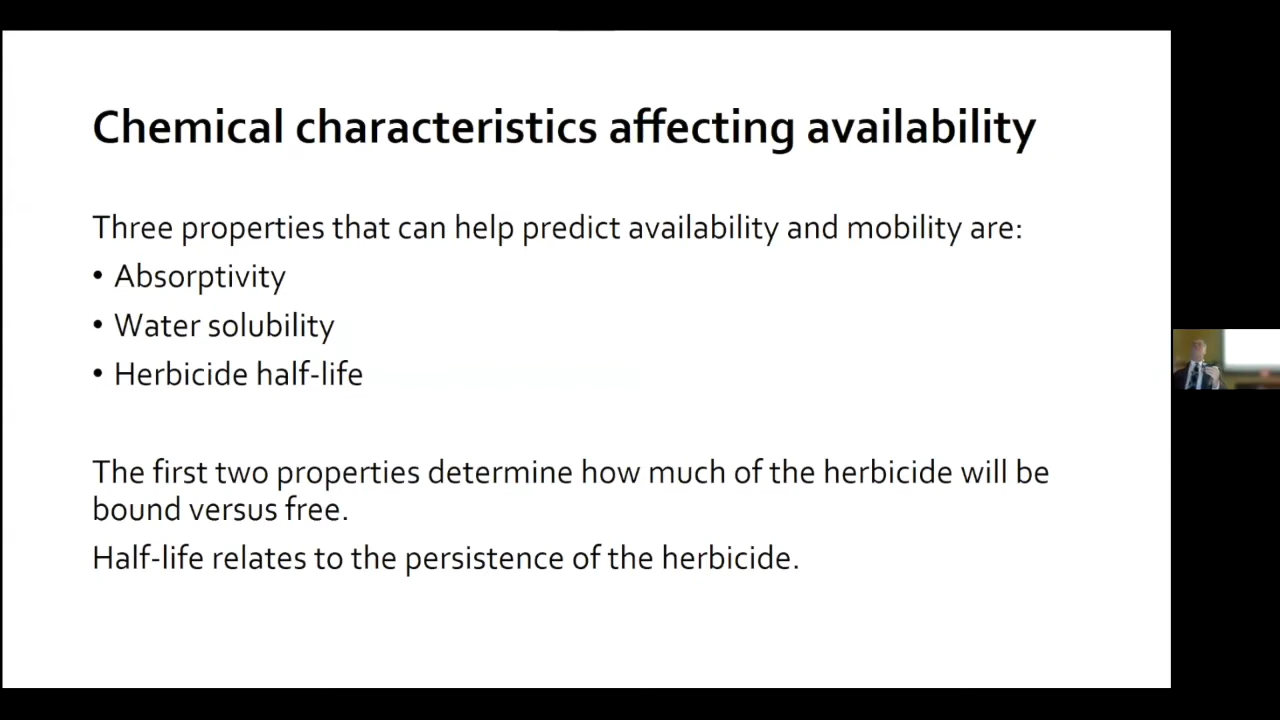 Chemical characteristics affecting availability
Three properties that can help predict availability and mobility are:
• Absorptivity
• Water solubility
• Herbicide half-life
The first two properties determine how much of the herbicide will be
bound versus free.
Half-life relates to the persistence of the herbicide.